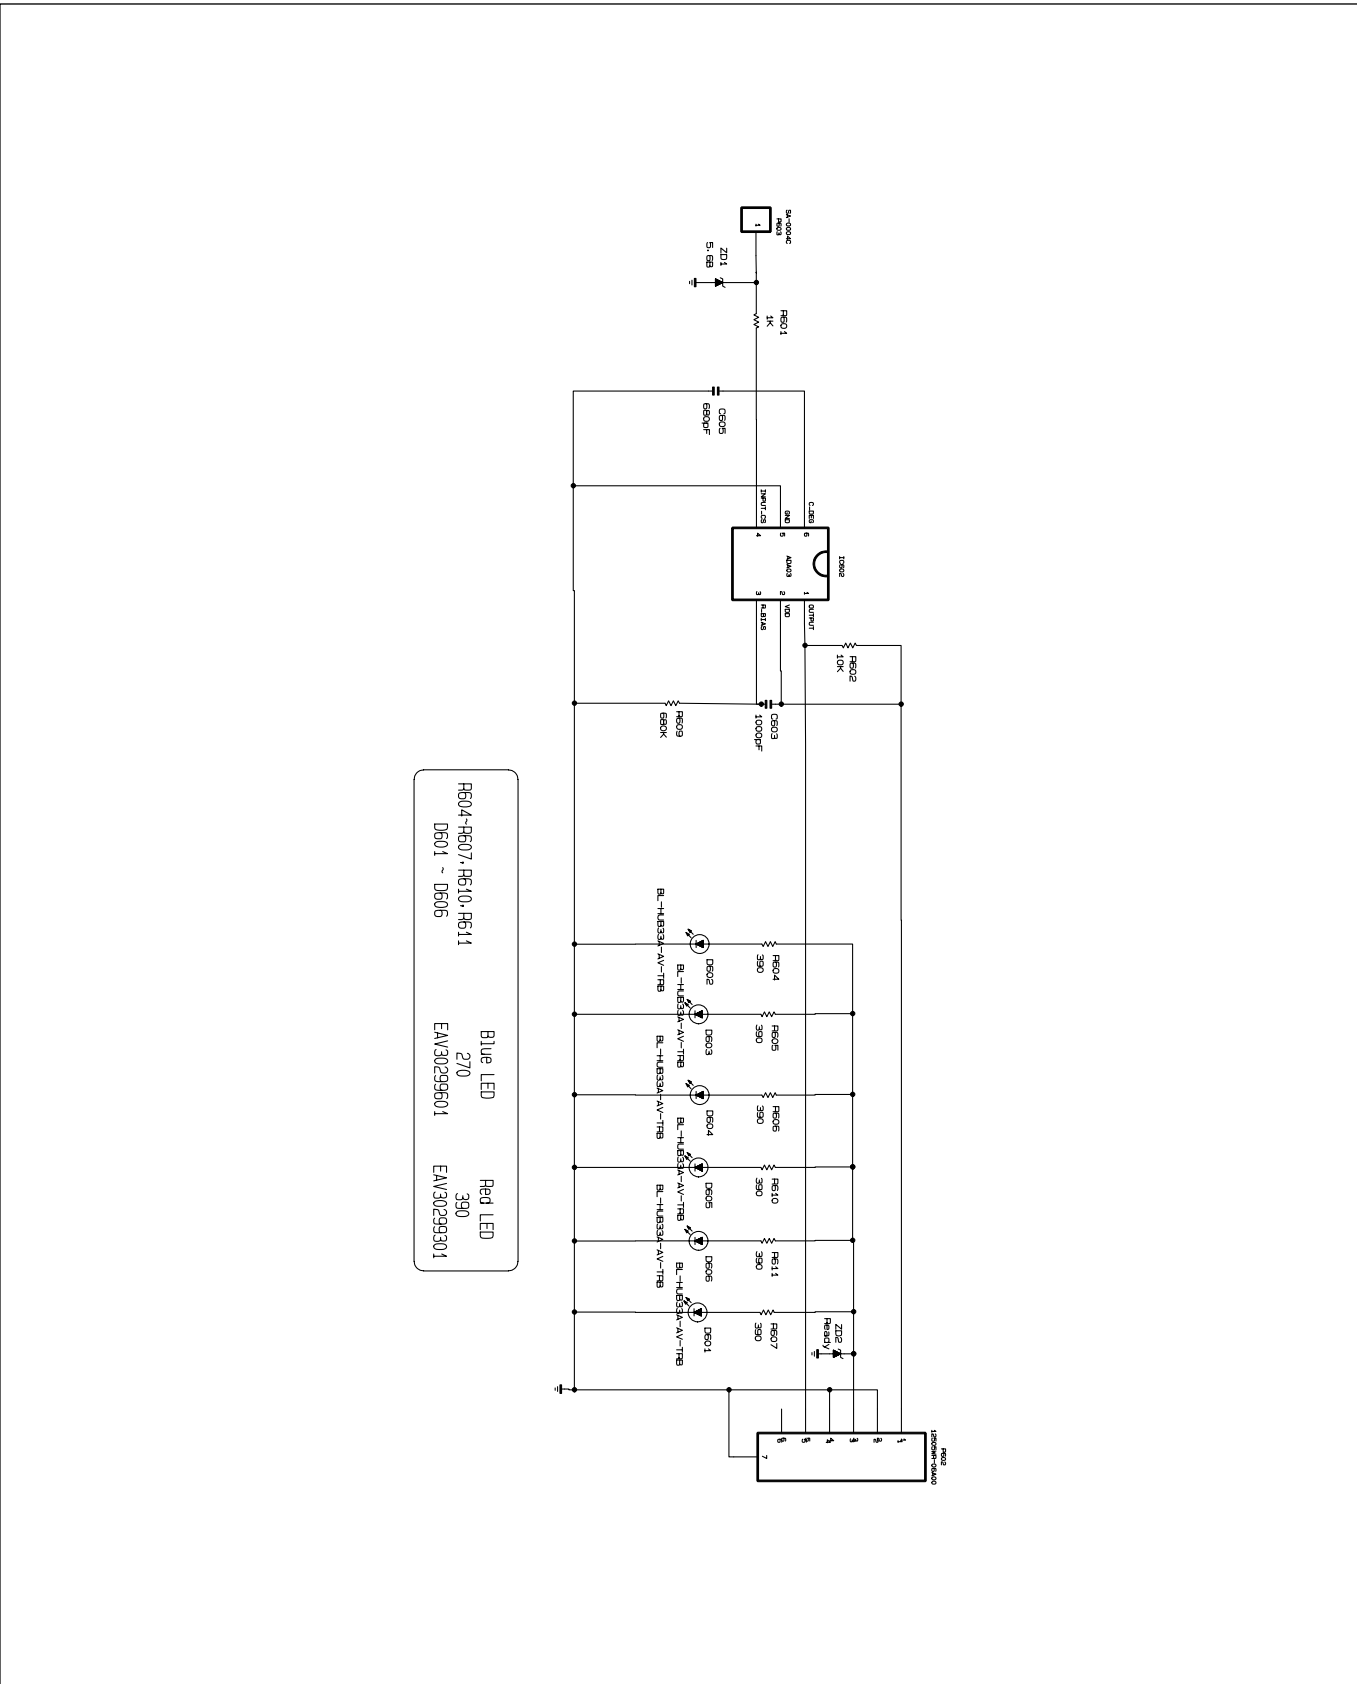 SA-0004C
P603
1
ZD1
5.6B
R601
1K
C605
680pF
C_DEG
GND
INPUT_CS
6
5
4
IC602
ADA03
1
2
3
OUTPUT
VDD
R_BIAS
R602
10K
C603
1000pF
R609
680K
R604~R607,R610,R611
D601 ~ D606
Blue LED
270
EAV30299601
Red LED
390
EAV30299301
R604
390
D602
BL-HUB33A-AV-TRB
R605
390
D603
BL-HUB33A-AV-TRB
R606
390
D604
BL-HUB33A-AV-TRB
R610
390
D605
BL-HUB33A-AV-TRB
R611
390
D606
BL-HUB33A-AV-TRB
R607
390
D601
BL-HUB33A-AV-TRB
ZD2
Ready
P602
12505WR-06A00
1
2
3
4
5
6
7